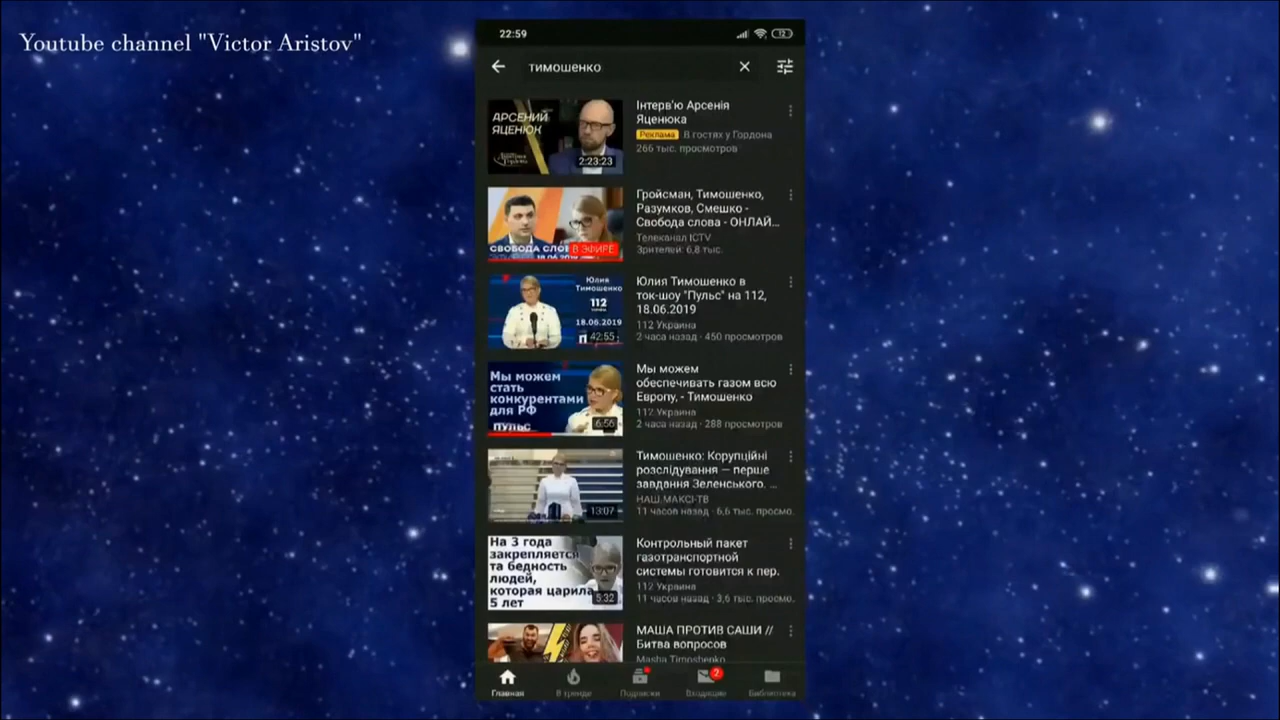 Youtube channel "Victor Aristov"
22:59
12
тимошенко
АРСЕНИЙ
ЯЦЕНЮК
2:23:23
Інтерв'ю Арсенія
Яценюка
Реклама В гостях у Гордона
266 тыс. просмотров
СВОБОДА СЛОВ
В ЭФИРЕ
18.06.2019
Гройсман, Тимошенко,
Разумков, Смешко -
Свобода слова - ОНЛАЙ...
Телеканал ICTV
Зрителей: 6,8 тыс.
Юлия
Тимошенко
112
18.06.2019
42:55
Юлия Тимошенко в
ток-шоу "Пульс" на 112,
18.06.2019
112 Украина
2 часа назад · 450 просмотров
Мы можем
стать
конкурентами
для РФ
ПУЛЬС
6:56
Мы можем
обеспечивать газом всю
Европу, - Тимошенко
112 Украина
2 часа назад · 288 просмотров
13:07
Тимошенко: Корупційні
розслідування — перше
завдання Зеленського. ...
НАШ.МАКСІ-ТВ
11 часов назад · 6,6 тыс. просмо.
На 3 года
закрепляется
та бедность
людей,
которая царила
5 лет
5:32
Контрольный пакет
газотранспортной
системы готовится к пер.
112 Украина
11 часов назад · 3,6 тыс. просмо.
МАША ПРОТИВ САШИ //
Битва вопросов
Masha Timoshenko
Главная
В тренде
Подписки
2
Входящие
Библиотека